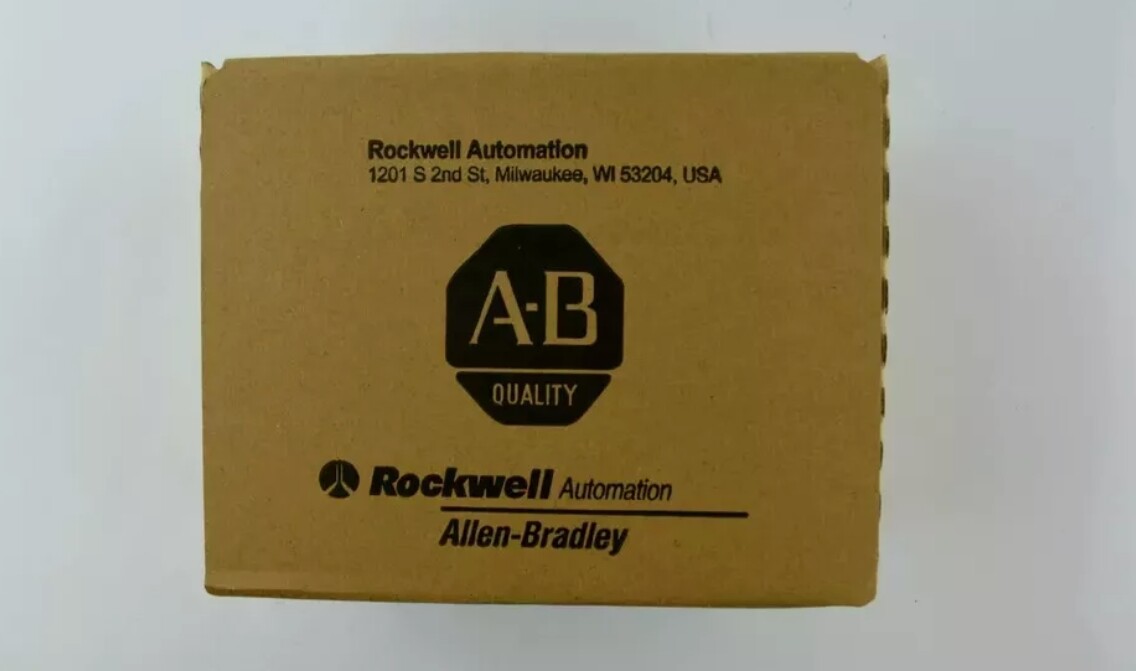 Rockwell Automation
1201 S 2nd St, Milwaukee, WI 53204, USA
A-B
QUALITY
Rockwell Automation
Allen-Bradley